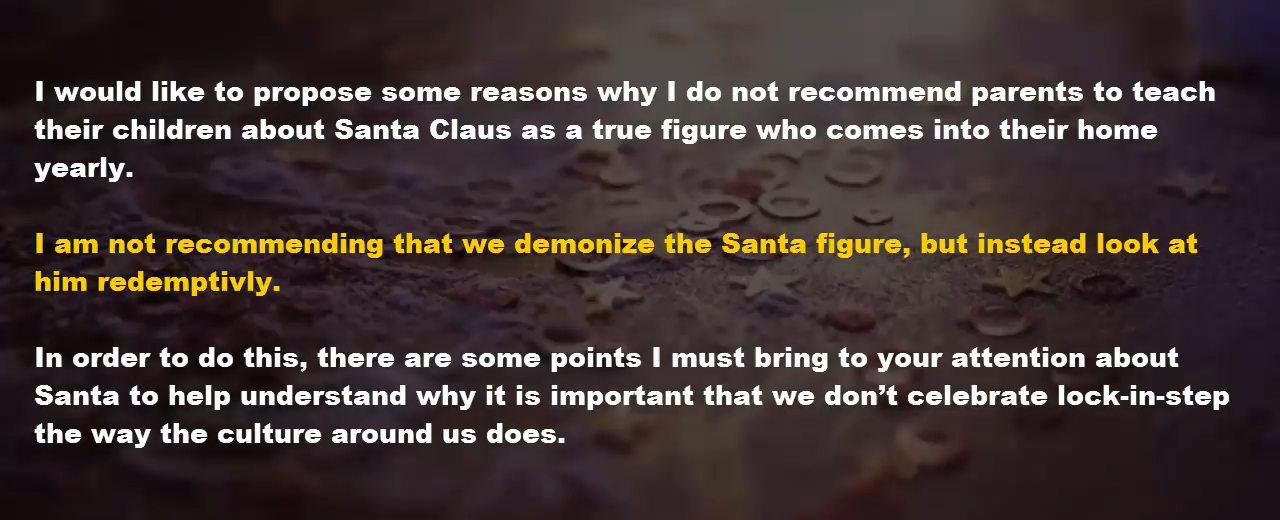 I would like to propose some reasons why I do not recommend parents to teach
their children about Santa Claus as a true figure who comes into their home
yearly.
I am not recommending that we demonize the Santa figure, but instead look at
him redemptivly.
In order to do this, there are some points I must bring to your attention about
Santa to help understand why it is important that we don’t celebrate lock-in-step
the way the culture around us does.